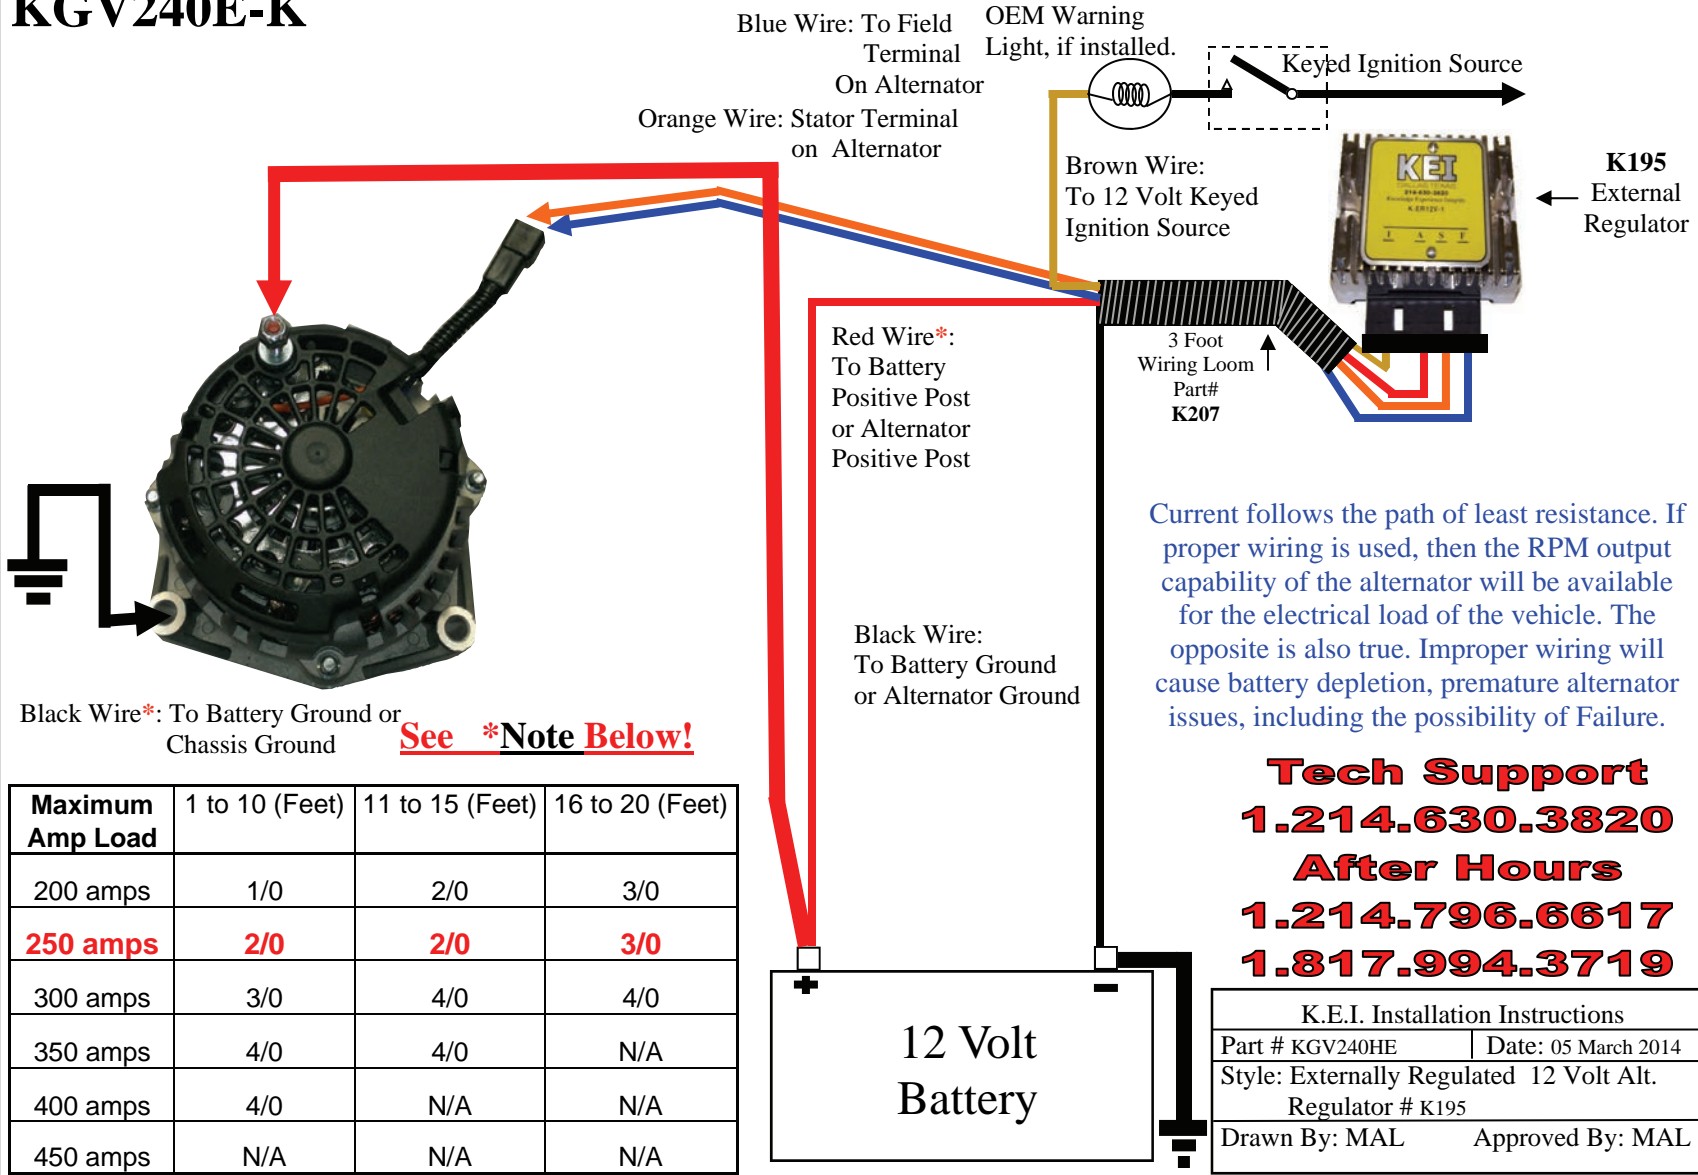 KGV240E-K
Blue Wire: To Field
Terminal
On Alternator
OEM Warning
Light, if installed.
Keyed Ignition Source
Orange Wire: Stator Terminal
on Alternator
Brown Wire:
To 12 Volt Keyed
Ignition Source
KEI
DALLAS TEXAS
214-630-3820
Knowledge Experience Integrity
K-ER12X-1
I A S F
K195
External
Regulator
Red Wire*:
To Battery
Positive Post
or Alternator
Positive Post
3 Foot
Wiring Loom
Part#
K207
Current follows the path of least resistance. If
proper wiring is used, then the RPM output
capability of the alternator will be available
for the electrical load of the vehicle. The
opposite is also true. Improper wiring will
cause battery depletion, premature alternator
issues, including the possibility of Failure.
Black Wire:
To Battery Ground
or Alternator Ground
Black Wire*: To Battery Ground or
Chassis Ground
See *Note Below!
Maximum Amp Load 1 to 10 (Feet) 11 to 15 (Feet) 16 to 20 (Feet)
200 amps 1/0 2/0 3/0
250 amps 2/0 2/0 3/0
300 amps 3/0 4/0 4/0
350 amps 4/0 4/0 N/A
400 amps 4/0 N/A N/A
450 amps N/A N/A N/A
Tech Support
1.214.630.3820
After Hours
1.214.796.6617
1.817.994.3719
+ -
12 Volt
Battery
K.E.I. Installation Instructions
Part # KGV240HE Date: 05 March 2014
Style: Externally Regulated 12 Volt Alt.
Regulator # K195
Drawn By: MAL Approved By: MAL